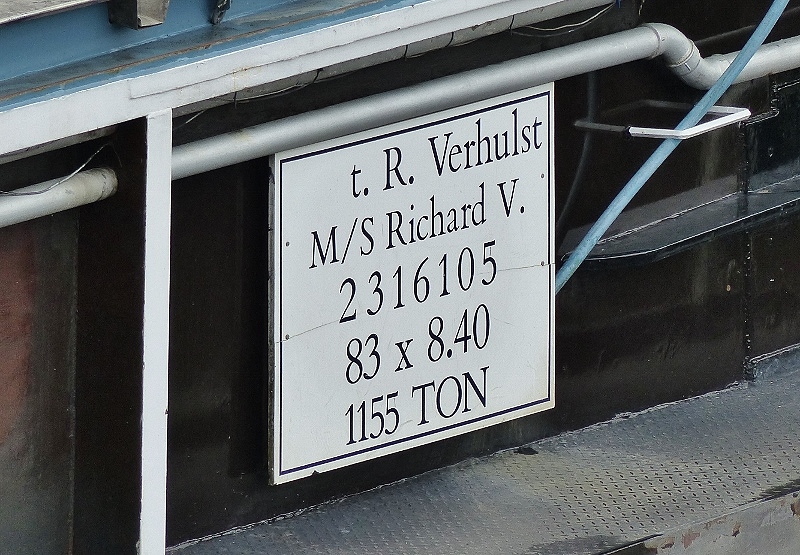 t. R. Verhulst
M/S Richard V.
2316105
83 x 8.40
1155 TON